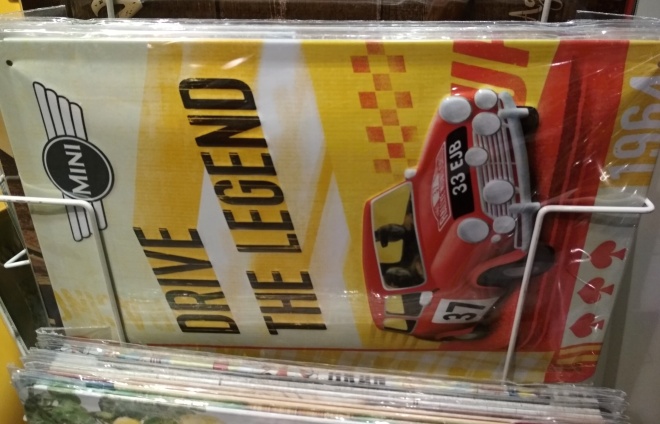 MINI
DRIVE
THE LEGEND
33 EJB
37
1964